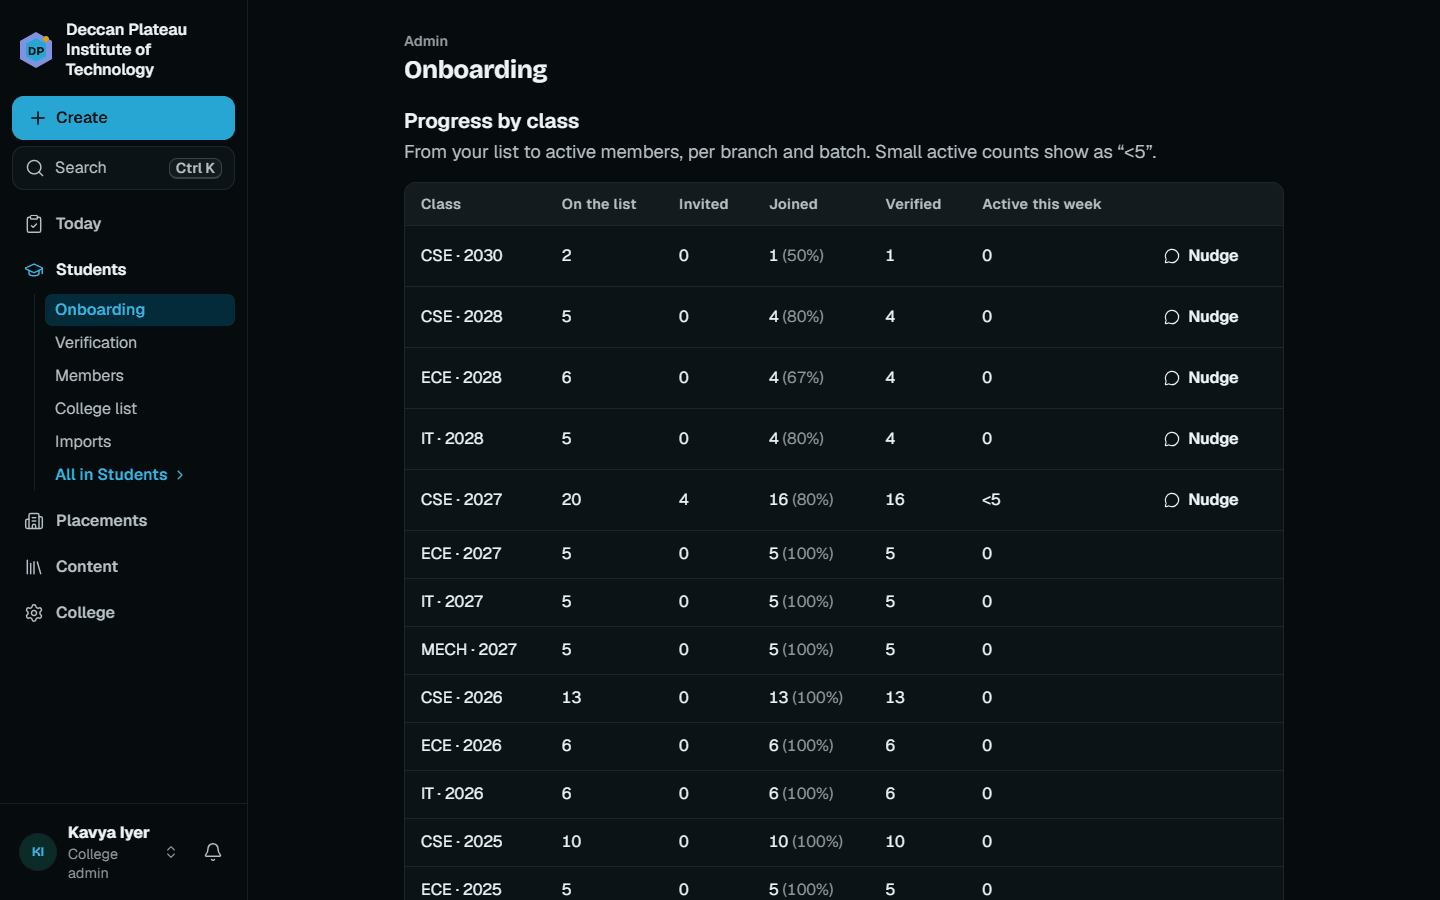 DP
Deccan Plateau
Institute of
Technology
Create
Search Ctrl K
Today
Students
Onboarding
Verification
Members
College list
Imports
All in Students
Placements
Content
College
KI
Kavya Iyer
College
admin
Admin
Onboarding
Progress by class
From your list to active members, per branch and batch. Small active counts show as “<5”.
Class On the list Invited Joined Verified Active this week
CSE · 2030 2 0 1 (50%) 1 0 Nudge
CSE · 2028 5 0 4 (80%) 4 0 Nudge
ECE · 2028 6 0 4 (67%) 4 0 Nudge
IT · 2028 5 0 4 (80%) 4 0 Nudge
CSE · 2027 20 4 16 (80%) 16 <5 Nudge
ECE · 2027 5 0 5 (100%) 5 0
IT · 2027 5 0 5 (100%) 5 0
MECH · 2027 5 0 5 (100%) 5 0
CSE · 2026 13 0 13 (100%) 13 0
ECE · 2026 6 0 6 (100%) 6 0
IT · 2026 6 0 6 (100%) 6 0
CSE · 2025 10 0 10 (100%) 10 0
ECE · 2025 5 0 5 (100%) 5 0